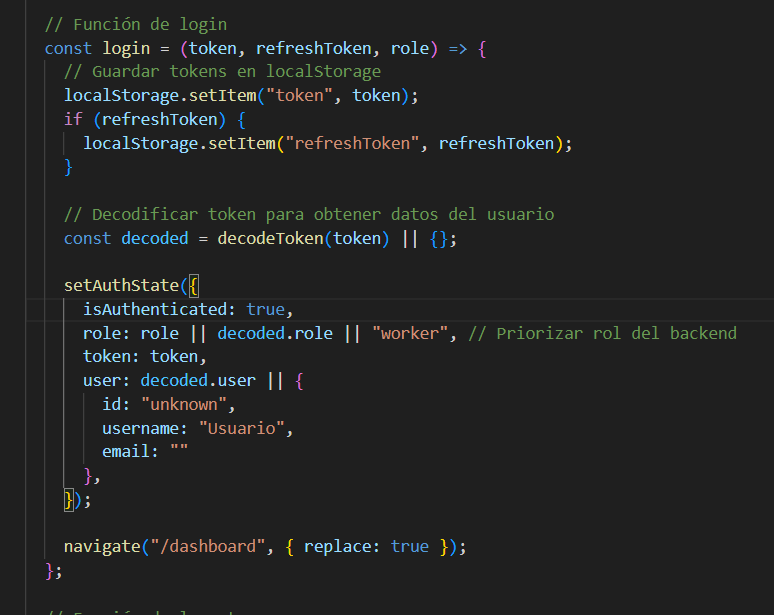 // Función de login
const login = (token, refreshToken, role) => {
// Guardar tokens en localStorage
localStorage.setItem("token", token);
if (refreshToken) {
localStorage.setItem("refreshToken", refreshToken);
}
// Decodificar token para obtener datos del usuario
const decoded = decodeToken(token) || {};
setAuthState({
isAuthenticated: true,
role: role || decoded.role || "worker", // Priorizar rol del backend
token: token,
user: decoded.user || {
id: "unknown",
username: "Usuario",
email: ""
},
});
navigate("/dashboard", { replace: true });
};